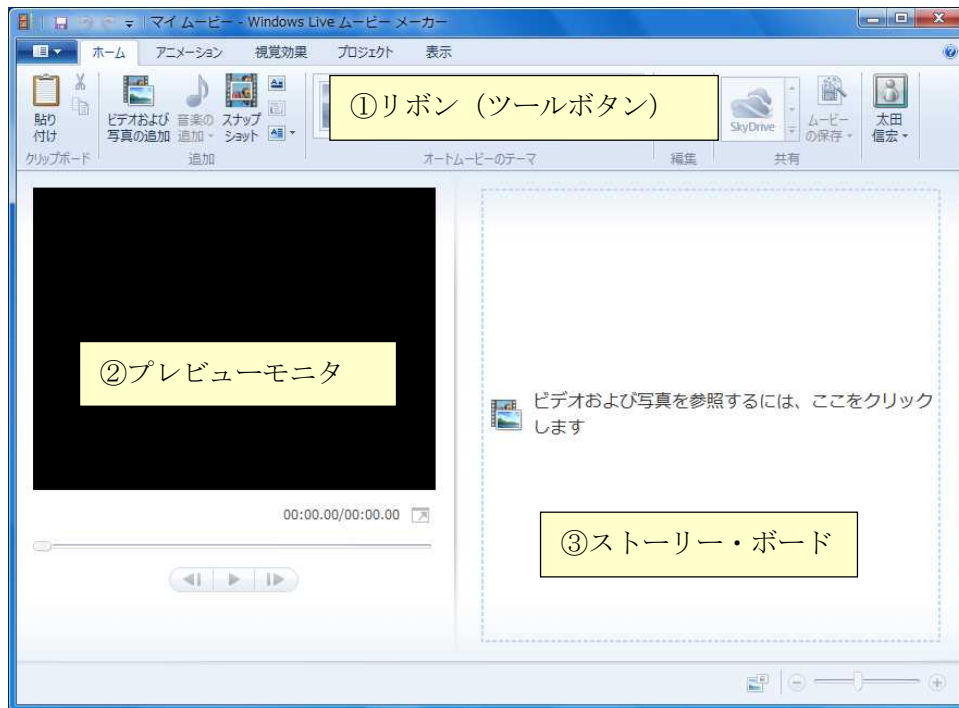 マイ ムービー - Windows Live ムービー メーカー
ホーム アニメーション 視覚効果 プロジェクト 表示
①リボン（ツールボタン）
貼り
付け
ビデオおよび
写真の追加
音楽の
追加
スナップ
ショット
SkyDrive
ムービー
の保存
太田
信宏
クリップボード 追加 オートムービーのテーマ 編集 共有
②プレビューモニタ
ビデオおよび写真を参照するには、ここをクリック
します
00:00.00/00:00.00
③ストーリー・ボード